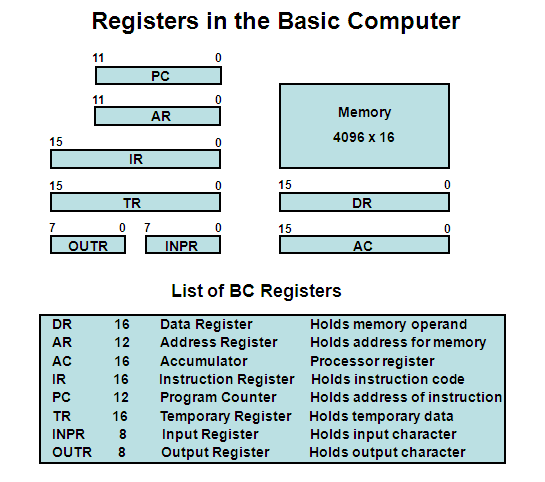 Registers in the Basic Computer
11 0
PC
11 0
AR
15 0
IR
15 0
TR
7 0 7 0
OUTR INPR
Memory
4096 x 16
15 0
DR
15 0
AC
List of BC Registers
DR 16 Data Register Holds memory operand
AR 12 Address Register Holds address for memory
AC 16 Accumulator Processor register
IR 16 Instruction Register Holds instruction code
PC 12 Program Counter Holds address of instruction
TR 16 Temporary Register Holds temporary data
INPR 8 Input Register Holds input character
OUTR 8 Output Register Holds output character